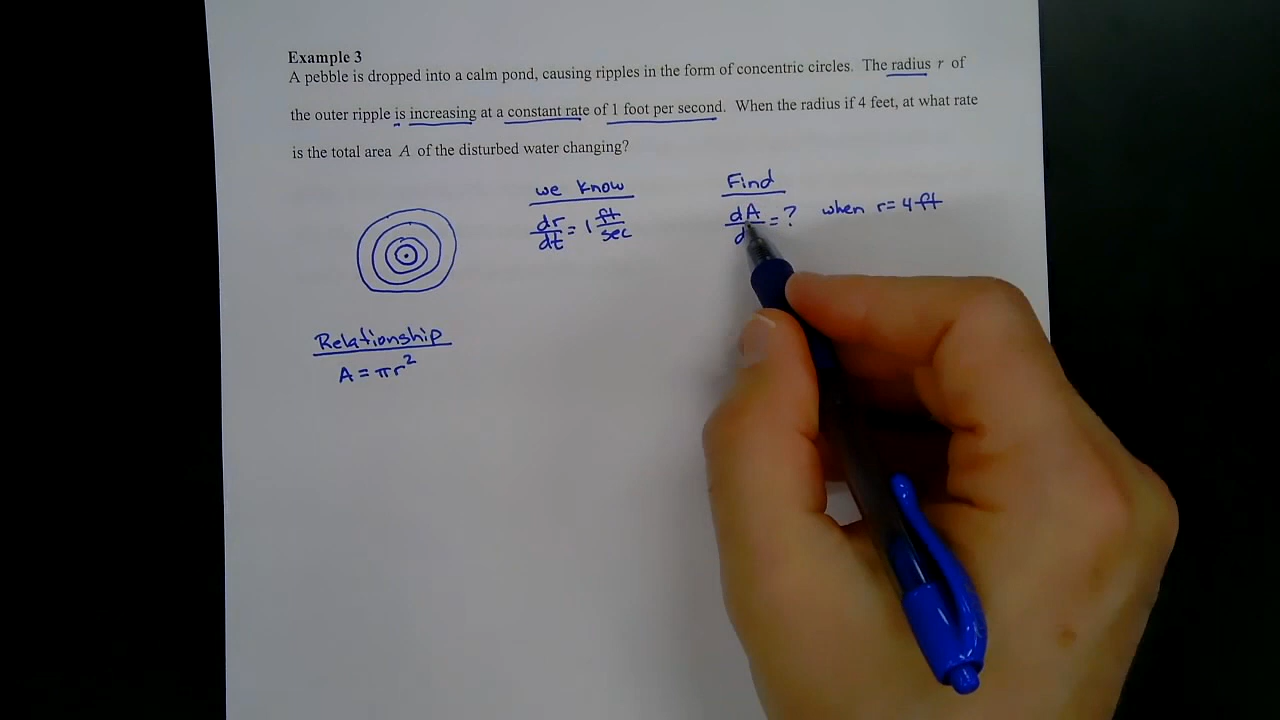 Example 3
A pebble is dropped into a calm pond, causing ripples in the form of concentric circles. The radius r of
the outer ripple is increasing at a constant rate of 1 foot per second. When the radius if 4 feet, at what rate
is the total area A of the disturbed water changing?
we know
dr/dt = 1 ft/sec
Find
dA/d = ? when r=4ft
Relationship
A = πr²